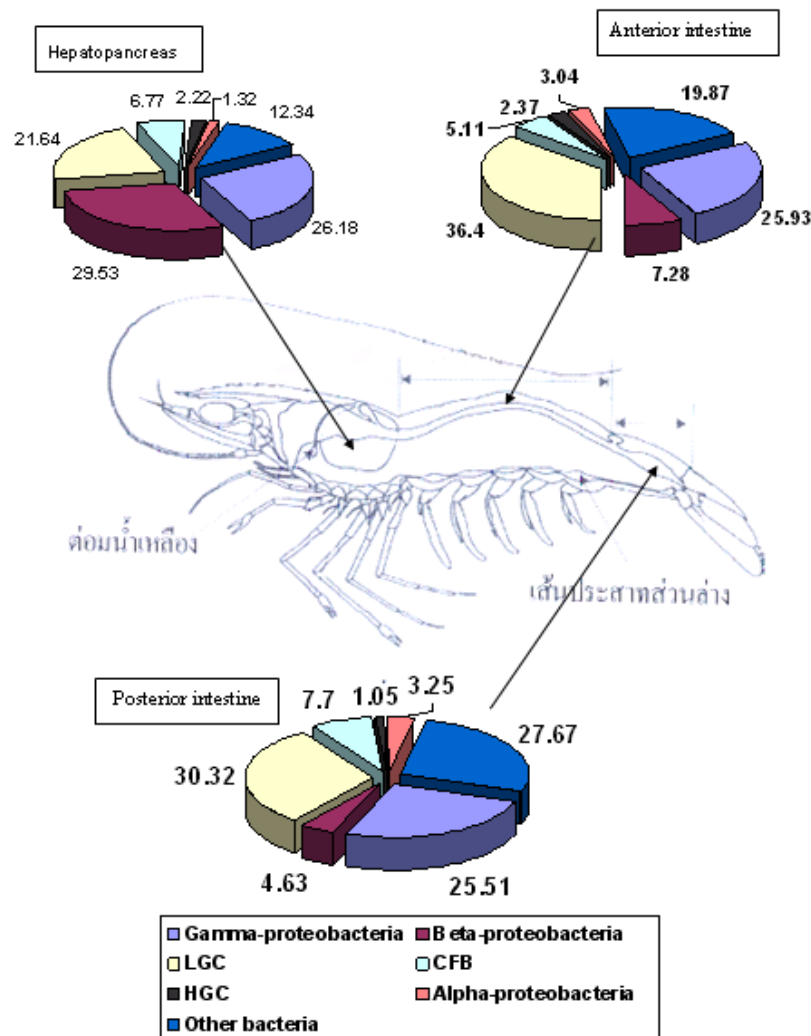 Hepatopancreas
Anterior intestine
6.77
2.22
1.32
12.34
21.64
26.18
29.53
3.04
2.37
5.11
19.87
36.4
25.93
7.28
ต่อมน้ำเหลือง
เส้นประสาทส่วนล่าง
Posterior intestine
7.7
1.05
3.25
27.67
30.32
4.63
25.51
Gamma-proteobacteria
Beta-proteobacteria
LGC
CFB
HGC
Alpha-proteobacteria
Other bacteria